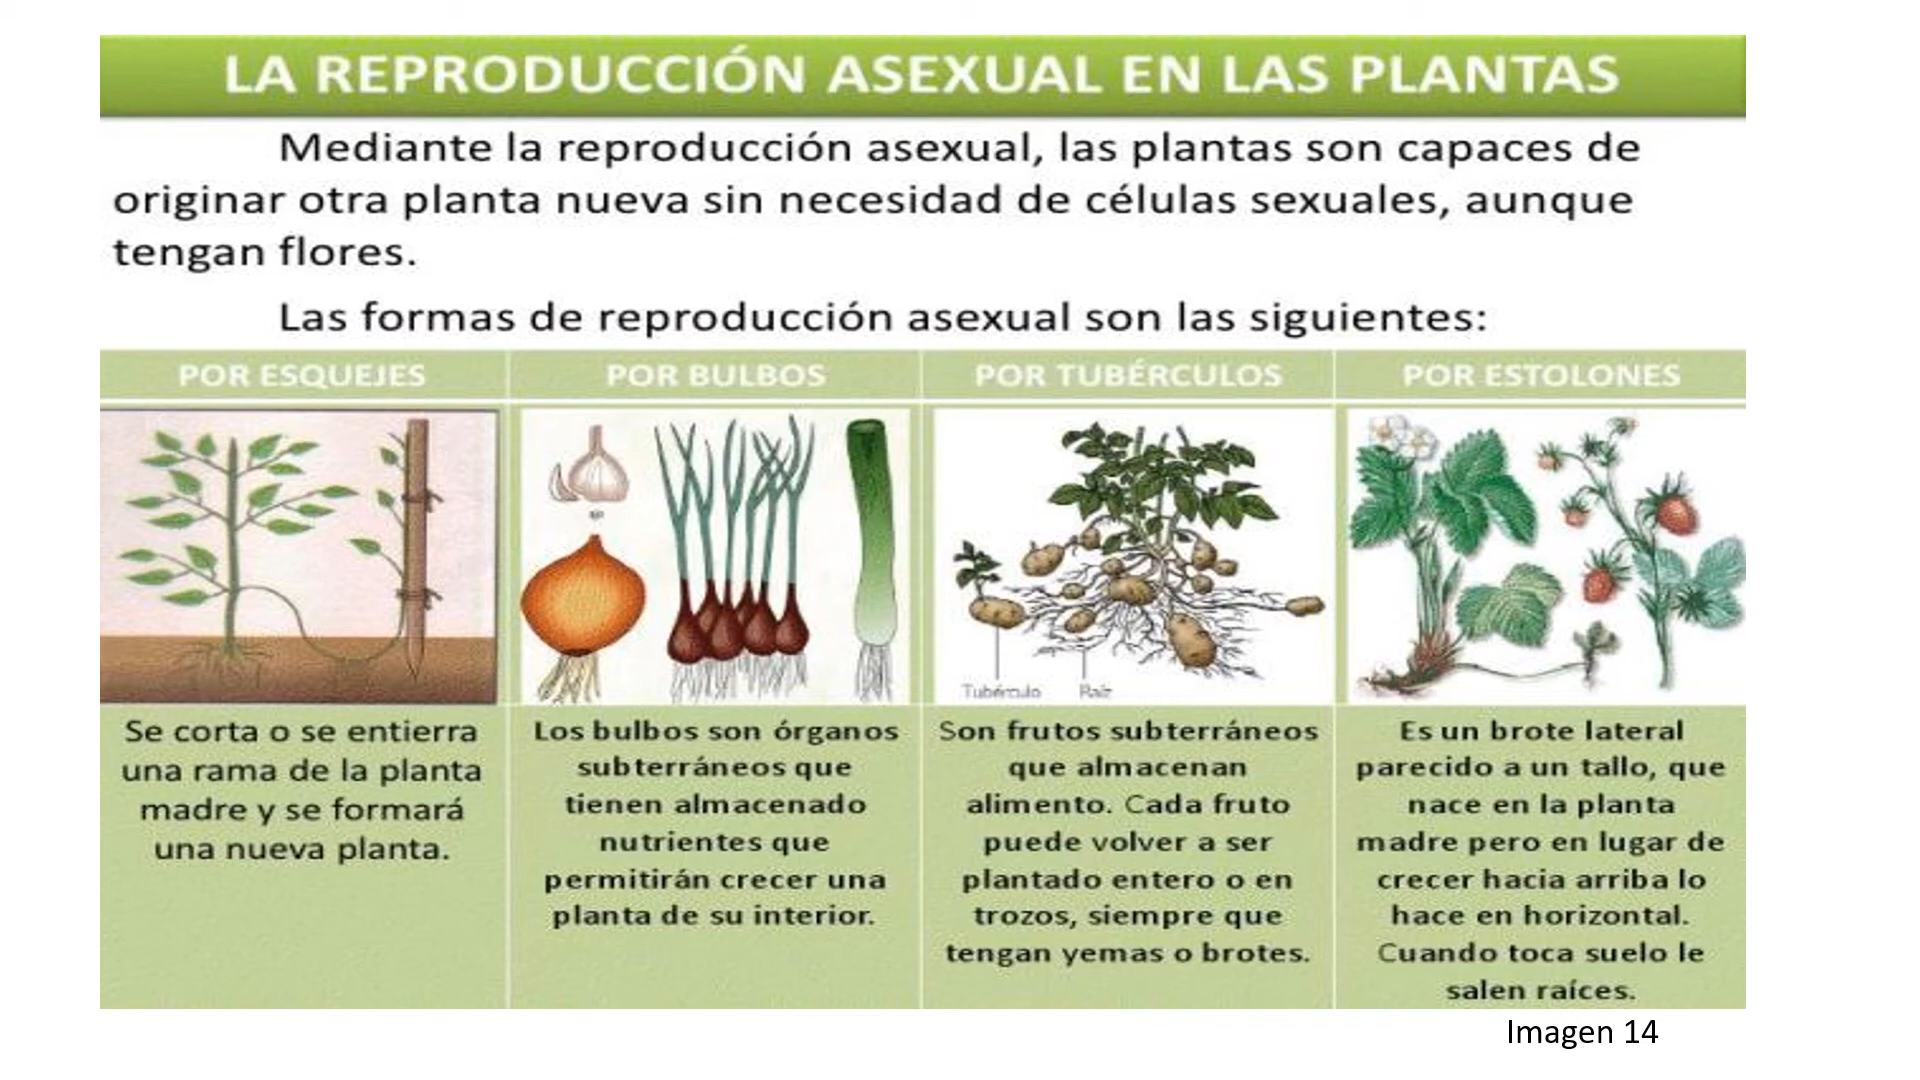 LA REPRODUCCIÓN ASEXUAL EN LAS PLANTAS
Mediante la reproducción asexual, las plantas son capaces de
originar otra planta nueva sin necesidad de células sexuales, aunque
tengan flores.
Las formas de reproducción asexual son las siguientes:
POR ESQUEJES
Se corta o se entierra
una rama de la planta
madre y se formará
una nueva planta.
POR BULBOS
Los bulbos son órganos
subterráneos que
tienen almacenado
nutrientes que
permitirán crecer una
planta de su interior.
POR TUBÉRCULOS
Tubérculo
Raíz
Son frutos subterráneos
que almacenan
alimento. Cada fruto
puede volver a ser
plantado entero o en
trozos, siempre que
tengan yemas o brotes.
POR ESTOLONES
Es un brote lateral
parecido a un tallo, que
nace en la planta
madre pero en lugar de
crecer hacia arriba lo
hace en horizontal.
Cuando toca suelo le
salen raíces.
Imagen 14